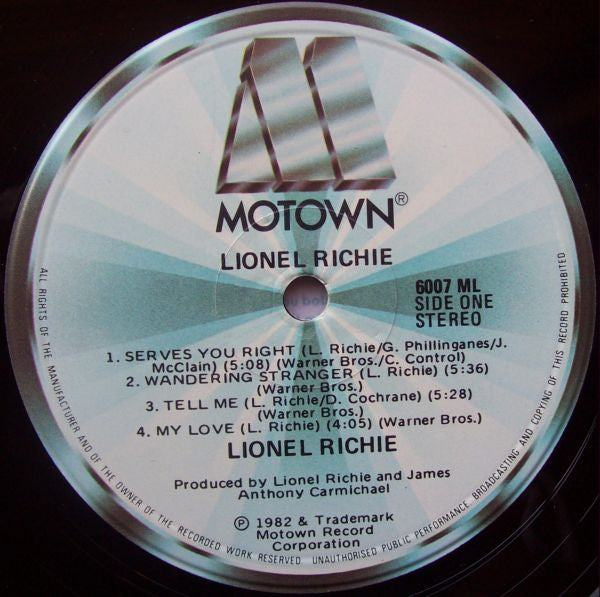 MOTOWN®
LIONEL RICHIE
6007 ML
SIDE ONE
STEREO
1. SERVES YOU RIGHT (L. Richie/G. Phillinganes/J.
McClain) (5:08) (Warner Bros./C. Control)
2. WANDERING STRANGER (L. Richie) (5:36)
(Warner Bros.)
3. TELL ME (L. Richie/D. Cochrane) (5:28)
(Warner Bros.)
4. MY LOVE (L. Richie) (4:05) (Warner Bros.)
LIONEL RICHIE
Produced by Lionel Richie and James
Anthony Carmichael
℗ 1982 & Trademark
Motown Record
Corporation
ALL RIGHTS OF THE MANUFACTURER AND OF THE OWNER OF THE RECORDED WORK RESERVED UNAUTHORISED PUBLIC PERFORMANCE BROADCASTING AND COPYING OF THIS RECORD PROHIBITED